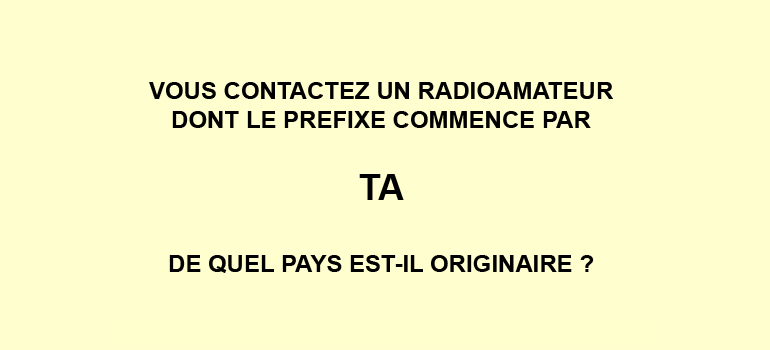 VOUS CONTACTEZ UN RADIOAMATEUR
DONT LE PREFIXE COMMENCE PAR
TA
DE QUEL PAYS EST-IL ORIGINAIRE ?